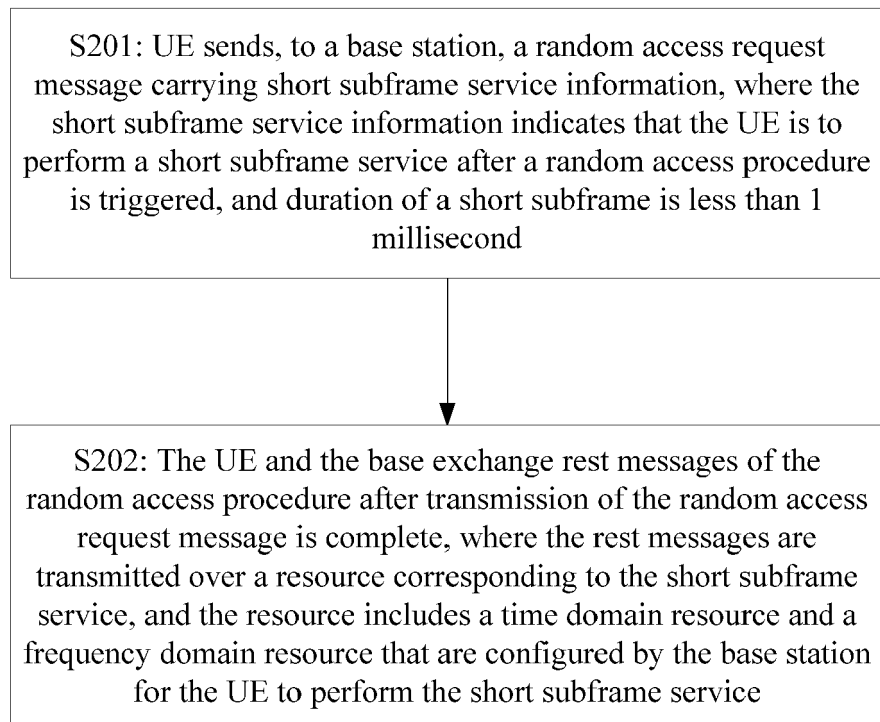 S201: UE sends, to a base station, a random access request
message carrying short subframe service information, where the
short subframe service information indicates that the UE is to
perform a short subframe service after a random access procedure
is triggered, and duration of a short subframe is less than 1
millisecond
S202: The UE and the base exchange rest messages of the
random access procedure after transmission of the random access
request message is complete, where the rest messages are
transmitted over a resource corresponding to the short subframe
service, and the resource includes a time domain resource and a
frequency domain resource that are configured by the base station
for the UE to perform the short subframe service